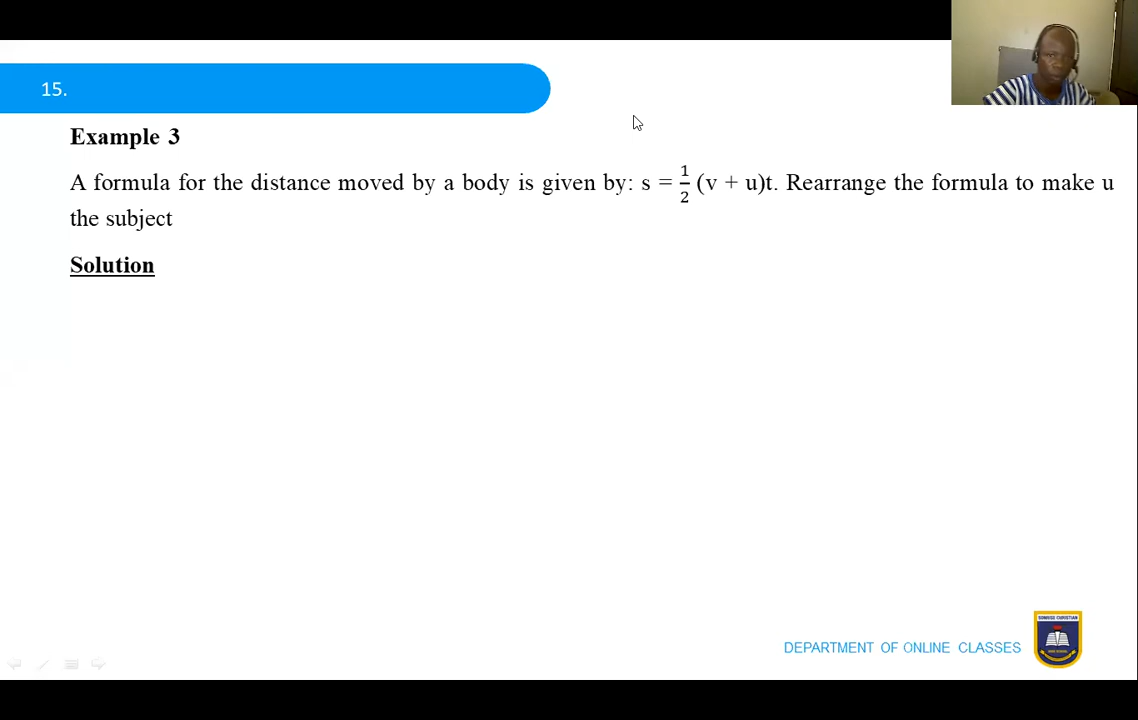 15.
Example 3
A formula for the distance moved by a body is given by: s = 1/2 (v + u)t. Rearrange the formula to make u
the subject
Solution
DEPARTMENT OF ONLINE CLASSES